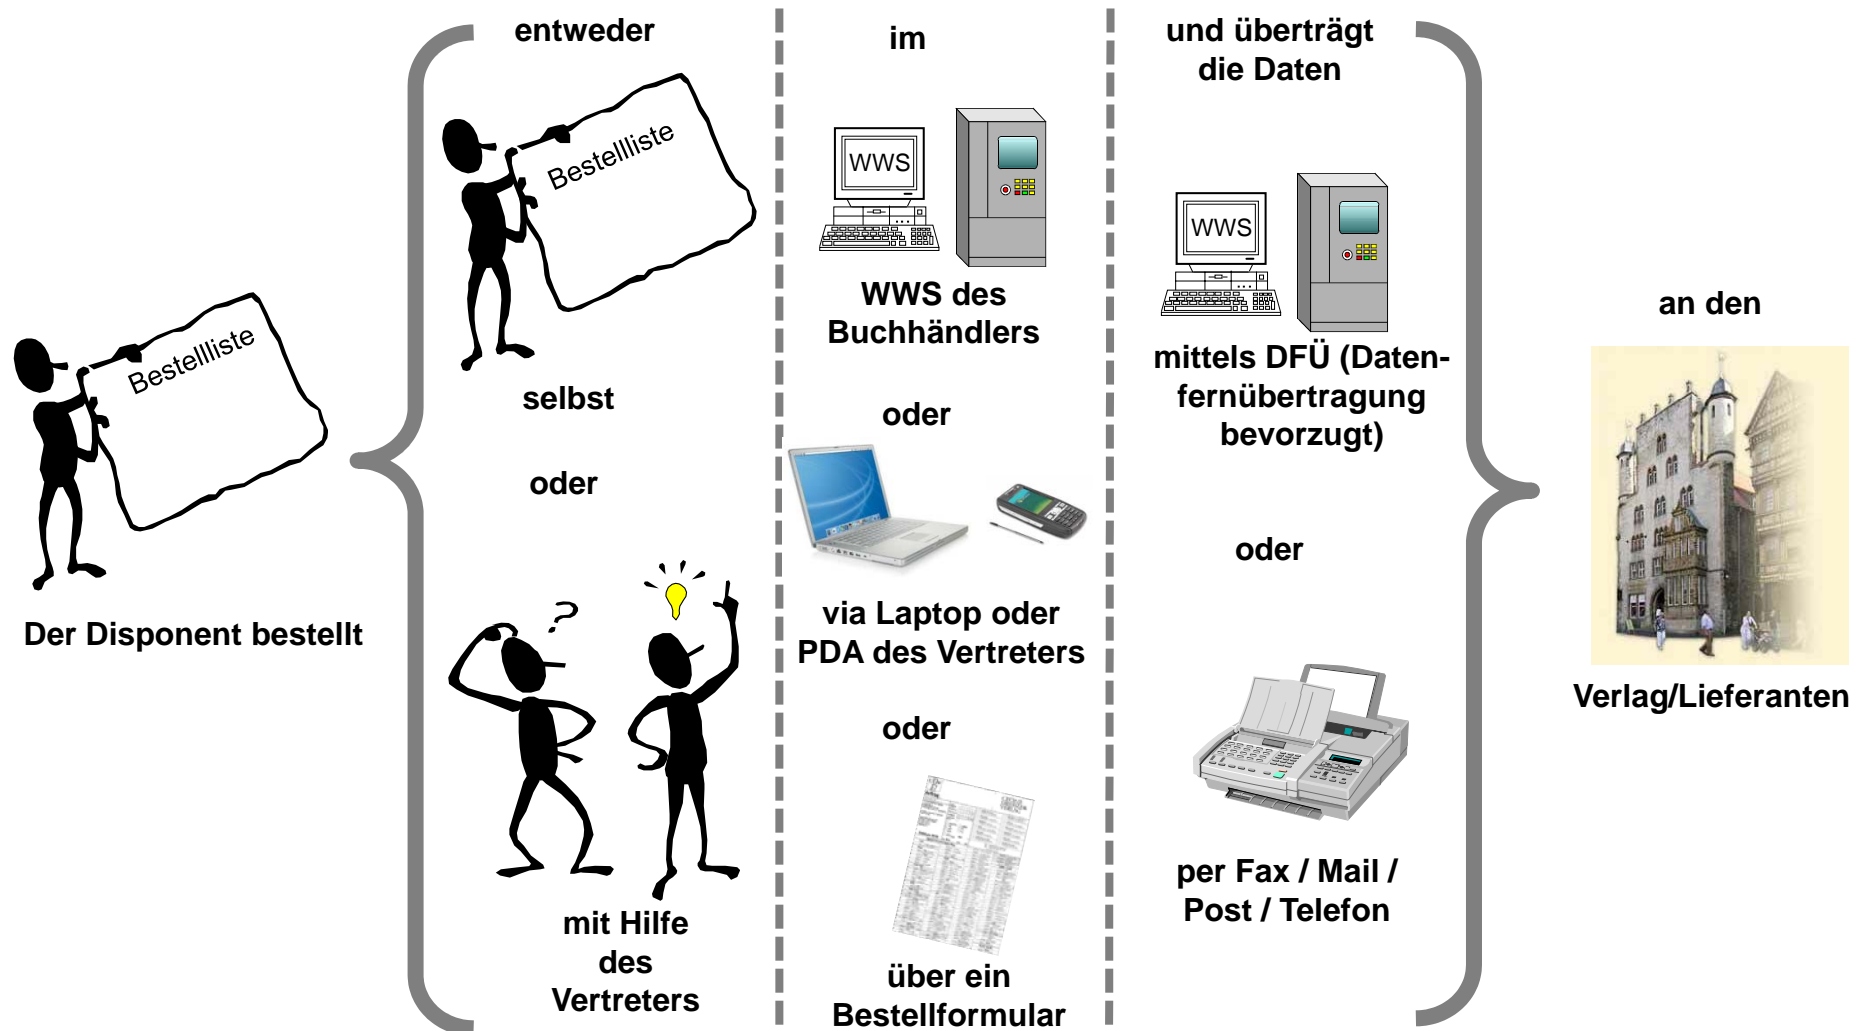 Bestellliste
Der Disponent bestellt
entweder
Bestellliste
selbst
oder
mit Hilfe
des
Vertreters
im
WWS
WWS des
Buchhändlers
oder
via Laptop oder
PDA des Vertreters
oder
über ein
Bestellformular
und überträgt
die Daten
WWS
mittels DFÜ (Daten-
fernübertragung
bevorzugt)
oder
per Fax / Mail /
Post / Telefon
an den
Verlag/Lieferanten